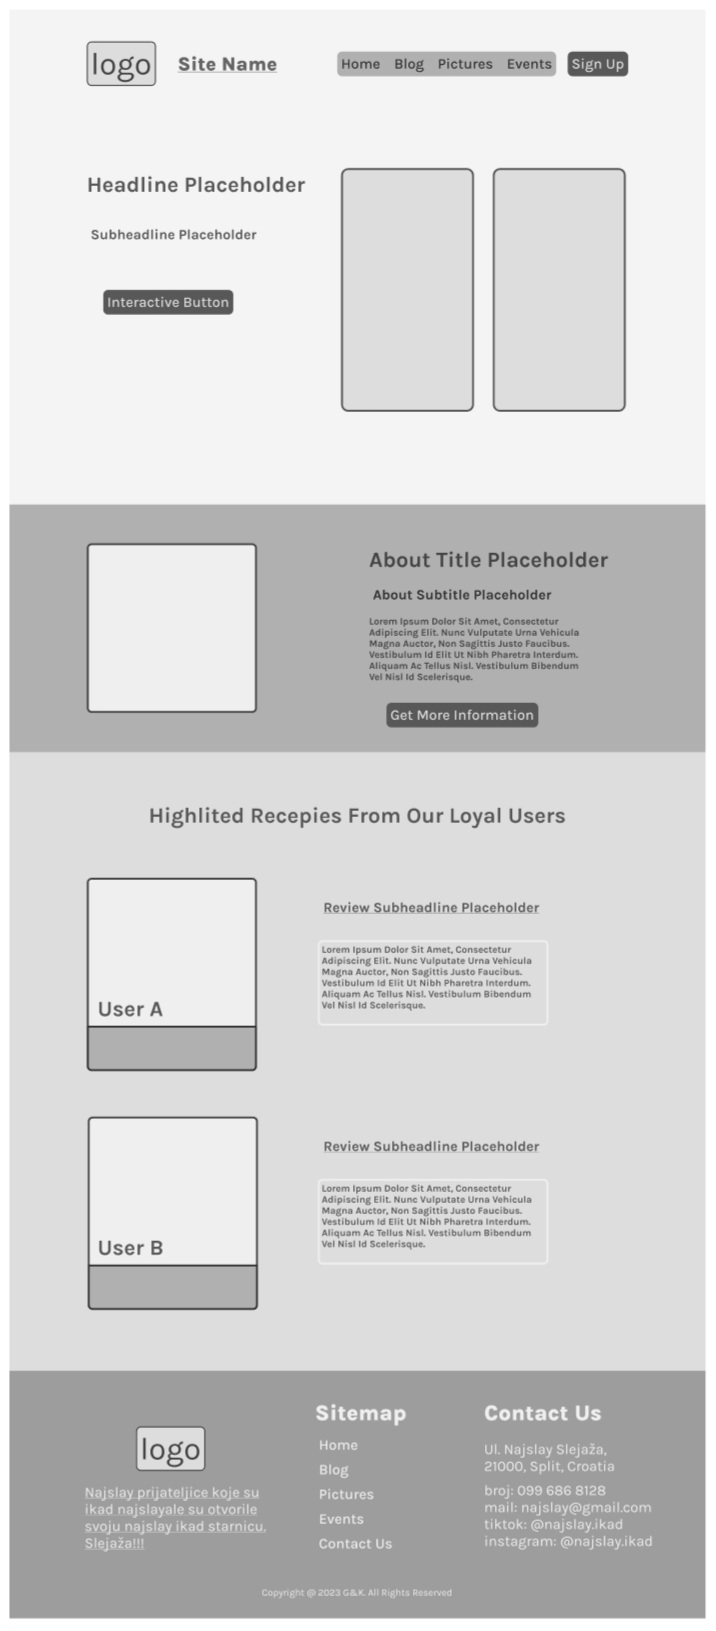 logo
Site Name
Home Blog Pictures Events
Sign Up
Headline Placeholder
Subheadline Placeholder
Interactive Button
About Title Placeholder
About Subtitle Placeholder
Lorem Ipsum Dolor Sit Amet, Consectetur
Adipiscing Elit. Nunc Vulputate Urna Vehicula
Magna Auctor, Non Sagittis Justo Faucibus.
Vestibulum Id Elit Ut Nibh Pharetra Interdum.
Aliquam Ac Tellus Nisl. Vestibulum Bibendum
Vel Nisl Id Scelerisque.
Get More Information
Highlited Recepies From Our Loyal Users
User A
Review Subheadline Placeholder
Lorem Ipsum Dolor Sit Amet, Consectetur
Adipiscing Elit. Nunc Vulputate Urna Vehicula
Magna Auctor, Non Sagittis Justo Faucibus.
Vestibulum Id Elit Ut Nibh Pharetra Interdum.
Aliquam Ac Tellus Nisl. Vestibulum Bibendum
Vel Nisl Id Scelerisque.
User B
Review Subheadline Placeholder
Lorem Ipsum Dolor Sit Amet, Consectetur
Adipiscing Elit. Nunc Vulputate Urna Vehicula
Magna Auctor, Non Sagittis Justo Faucibus.
Vestibulum Id Elit Ut Nibh Pharetra Interdum.
Aliquam Ac Tellus Nisl. Vestibulum Bibendum
Vel Nisl Id Scelerisque.
logo
Najslay prijateljice koje su
ikad najslayale su otvorile
svoju najslay ikad starnicu.
Slejaža!!!
Sitemap
Home
Blog
Pictures
Events
Contact Us
Contact Us
Ul. Najslay Slejaža,
21000, Split, Croatia
broj: 099 686 8128
mail: najslay@gmail.com
tiktok: @najslay.ikad
instagram: @najslay.ikad
Copyright @ 2023 G&K. All Rights Reserved